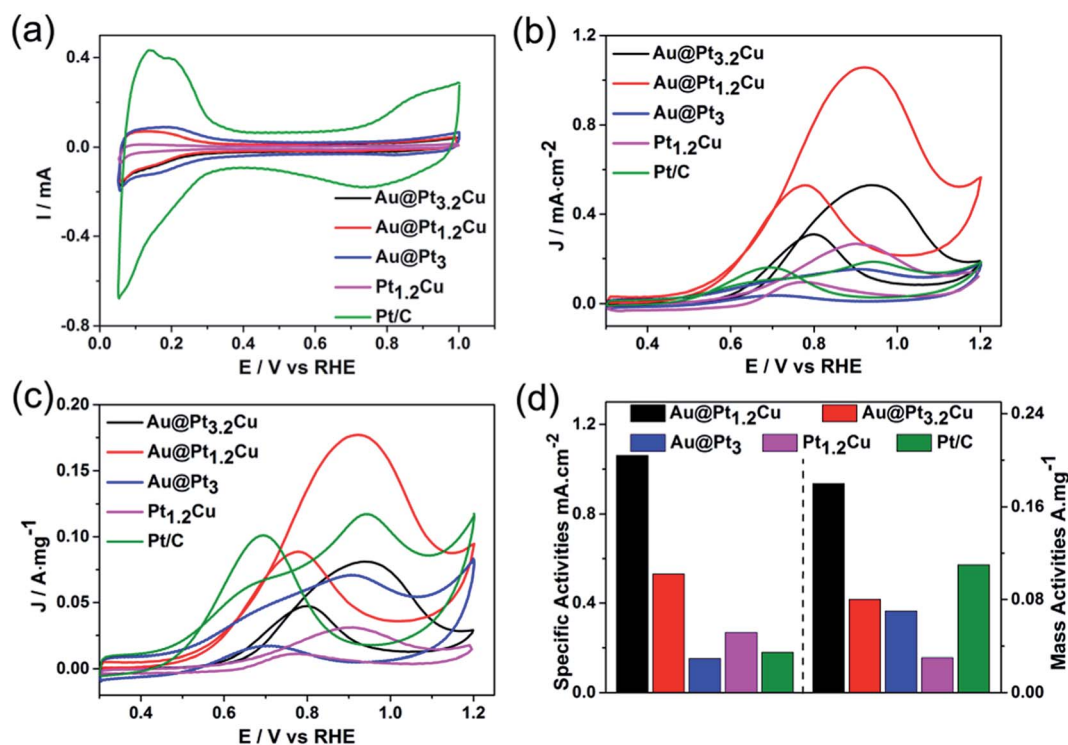 (a)
0.4
0.0
-0.4
-0.8
I / mA
Au@Pt3.2Cu
Au@Pt1.2Cu
Au@Pt3
Pt1.2Cu
Pt/C
0.0 0.2 0.4 0.6 0.8 1.0
E / V vs RHE
(b)
1.2
0.8
0.4
0.0
J / mA·cm-2
Au@Pt3.2Cu
Au@Pt1.2Cu
Au@Pt3
Pt1.2Cu
Pt/C
0.4 0.6 0.8 1.0 1.2
E / V vs RHE
(c)
0.20
0.15
0.10
0.05
0.00
J / A·mg-1
Au@Pt3.2Cu
Au@Pt1.2Cu
Au@Pt3
Pt1.2Cu
Pt/C
0.3 0.4 0.6 0.8 1.0 1.2
E / V vs RHE
(d)
Au@Pt1.2Cu Au@Pt3.2Cu
Au@Pt3 Pt1.2Cu Pt/C
1.2
0.8
0.4
0.0
Specific Activities mA.cm-2
0.24
0.16
0.08
0.00
Mass Activities A.mg-1